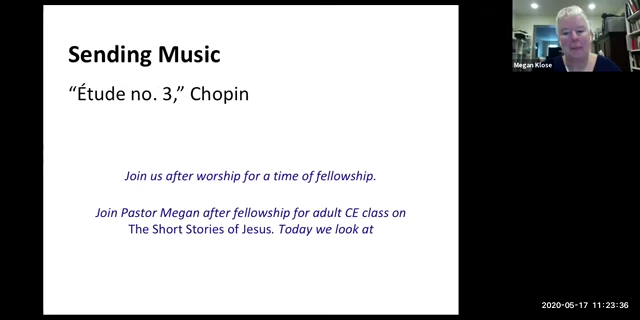 Sending Music
“Étude no. 3,” Chopin
Join us after worship for a time of fellowship.
Join Pastor Megan after fellowship for adult CE class on
The Short Stories of Jesus. Today we look at
Megan Klose
2020-05-17 11:23:36